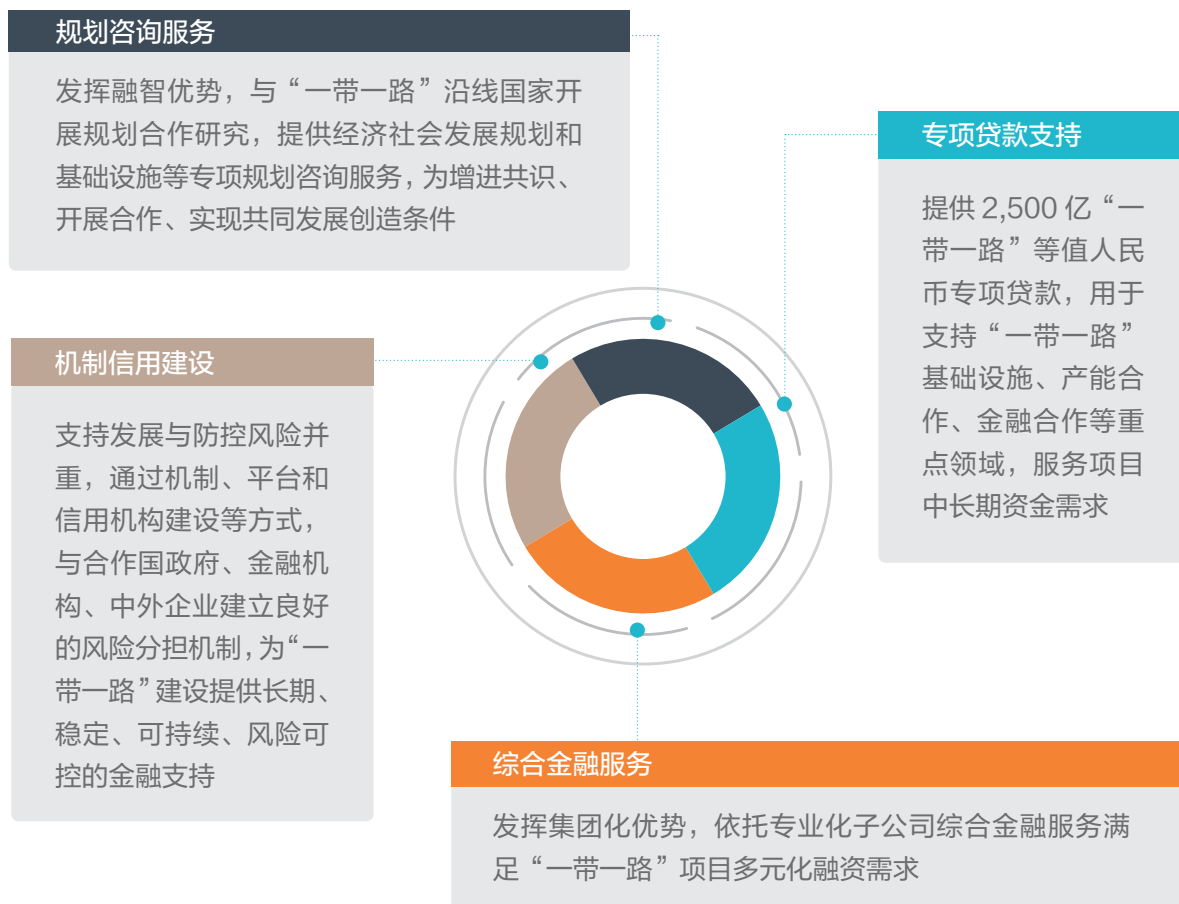 规划咨询服务
发挥融智优势，与“一带一路”沿线国家开
展规划合作研究，提供经济社会发展规划和
基础设施等专项规划咨询服务，为增进共识、
开展合作、实现共同发展创造条件
专项贷款支持
提供 2,500 亿“一
带一路”等值人民
币专项贷款，用于
支持“一带一路”
基础设施、产能合
作、金融合作等重
点领域，服务项目
中长期资金需求
机制信用建设
支持发展与防控风险并
重，通过机制、平台和
信用机构建设等方式，
与合作国政府、金融机
构、中外企业建立良好
的风险分担机制，为“一
带一路”建设提供长期、
稳定、可持续、风险可
控的金融支持
综合金融服务
发挥集团化优势，依托专业化子公司综合金融服务满
足“一带一路”项目多元化融资需求